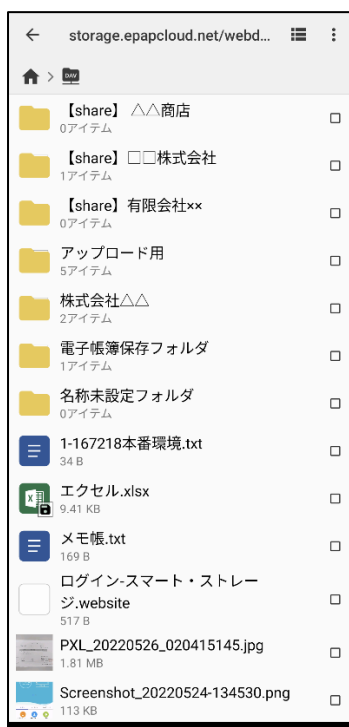 storage.epapcloud.net/webd...
DAV
【share】 △△商店
0アイテム
【share】□□株式会社
1アイテム
【share】有限会社××
0アイテム
アップロード用
5アイテム
株式会社△△
2アイテム
電子帳簿保存フォルダ
1アイテム
名称未設定フォルダ
0アイテム
1-167218本番環境.txt
34 B
エクセル.xlsx
9.41 KB
メモ帳.txt
169 B
ログイン-スマート・ストレー
ジ.website
517 B
PXL_20220526_020415145.jpg
1.81 MB
Screenshot_20220524-134530.png
113 KB